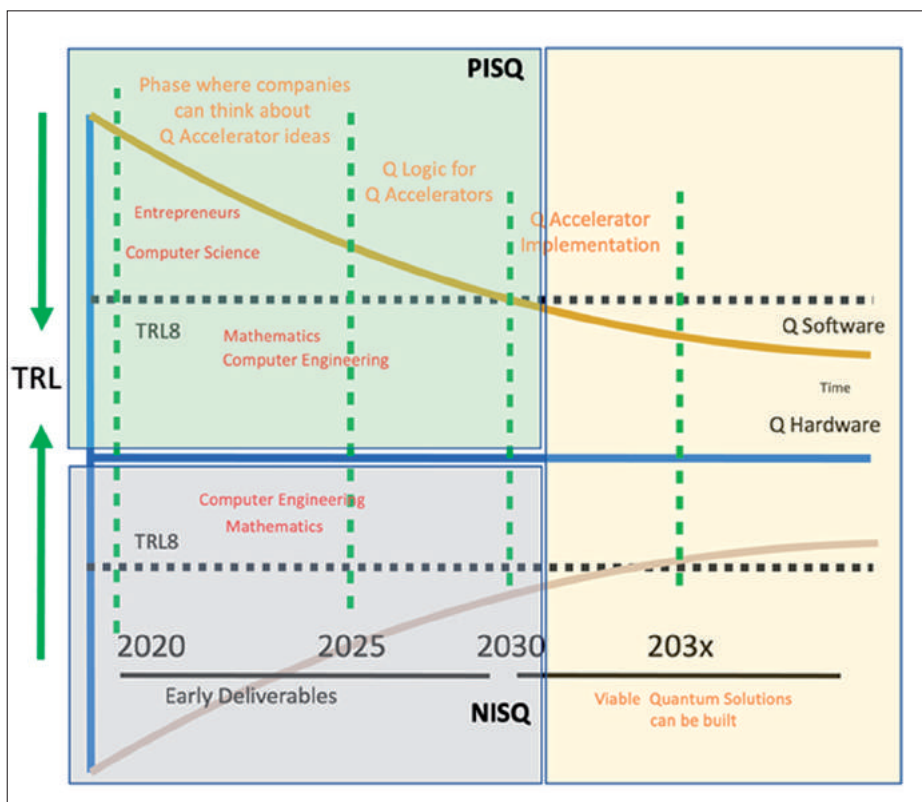 PISQ
Phase where companies
can think about
Q Accelerator ideas
Q Logic for
Q Accelerators
Entrepreneurs
Q Accelerator
Implementation
Computer Science
TRL8
Mathematics
Computer Engineering
Q Software
TRL
Time
Q Hardware
Computer Engineering
Mathematics
TRL8
2020
2025
2030
203x
Early Deliverables
NISQ
Viable Quantum Solutions
can be built